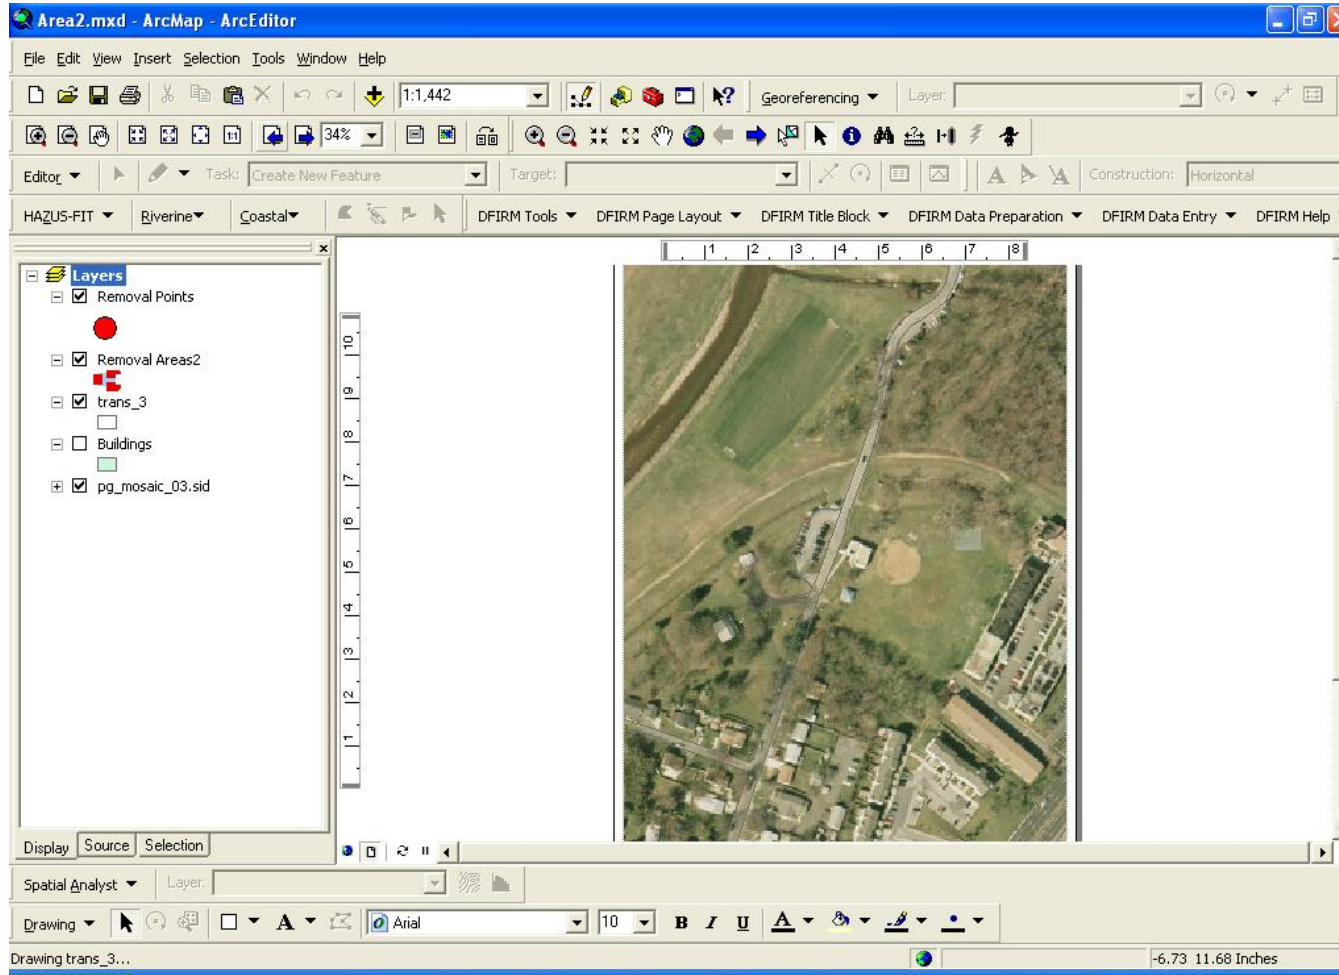 Area2.mxd - ArcMap - ArcEditor
File Edit View Insert Selection Tools Window Help
1:1,442 Georeferencing Layer:
1:1 34%
Editor Task: Create New Feature Target: Construction: Horizontal
HAZUS-FIT Riverine Coastal DFIRM Tools DFIRM Page Layout DFIRM Title Block DFIRM Data Preparation DFIRM Data Entry DFIRM Help
1 2 3 4 5 6 7 8
Layers
Removal Points
Removal Areas2
trans_3
Buildings
pg_mosaic_03.sid
10
9
8
7
6
5
4
3
2
1
Display Source Selection
Spatial Analyst Layer:
Drawing A Arial 10 B I U A
Drawing trans_3... -6.73 11.68 Inches